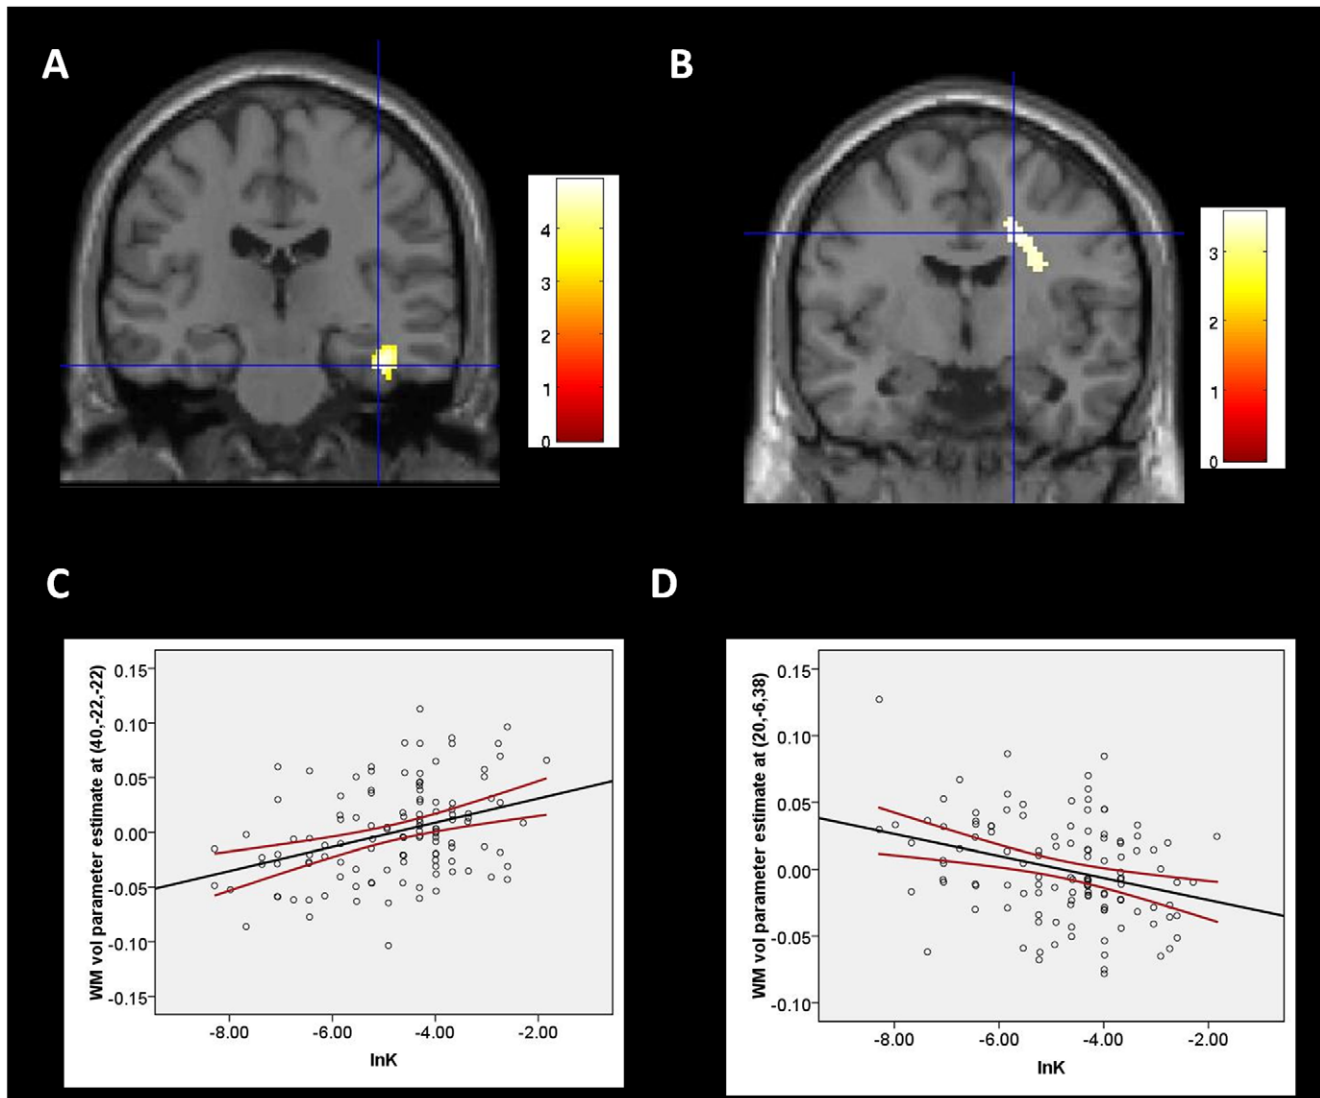 A
B
4
3
2
1
0
3
2
1
0
C
D
WM vol parameter estimate at (40,-22,-22)
0.15
0.10
0.05
0.00
-0.05
-0.10
-0.15
-8.00 -6.00 -4.00 -2.00
lnK
WM vol parameter estimate at (20,-6,38)
0.15
0.10
0.05
0.00
-0.05
-0.10
-8.00 -6.00 -4.00 -2.00
lnK